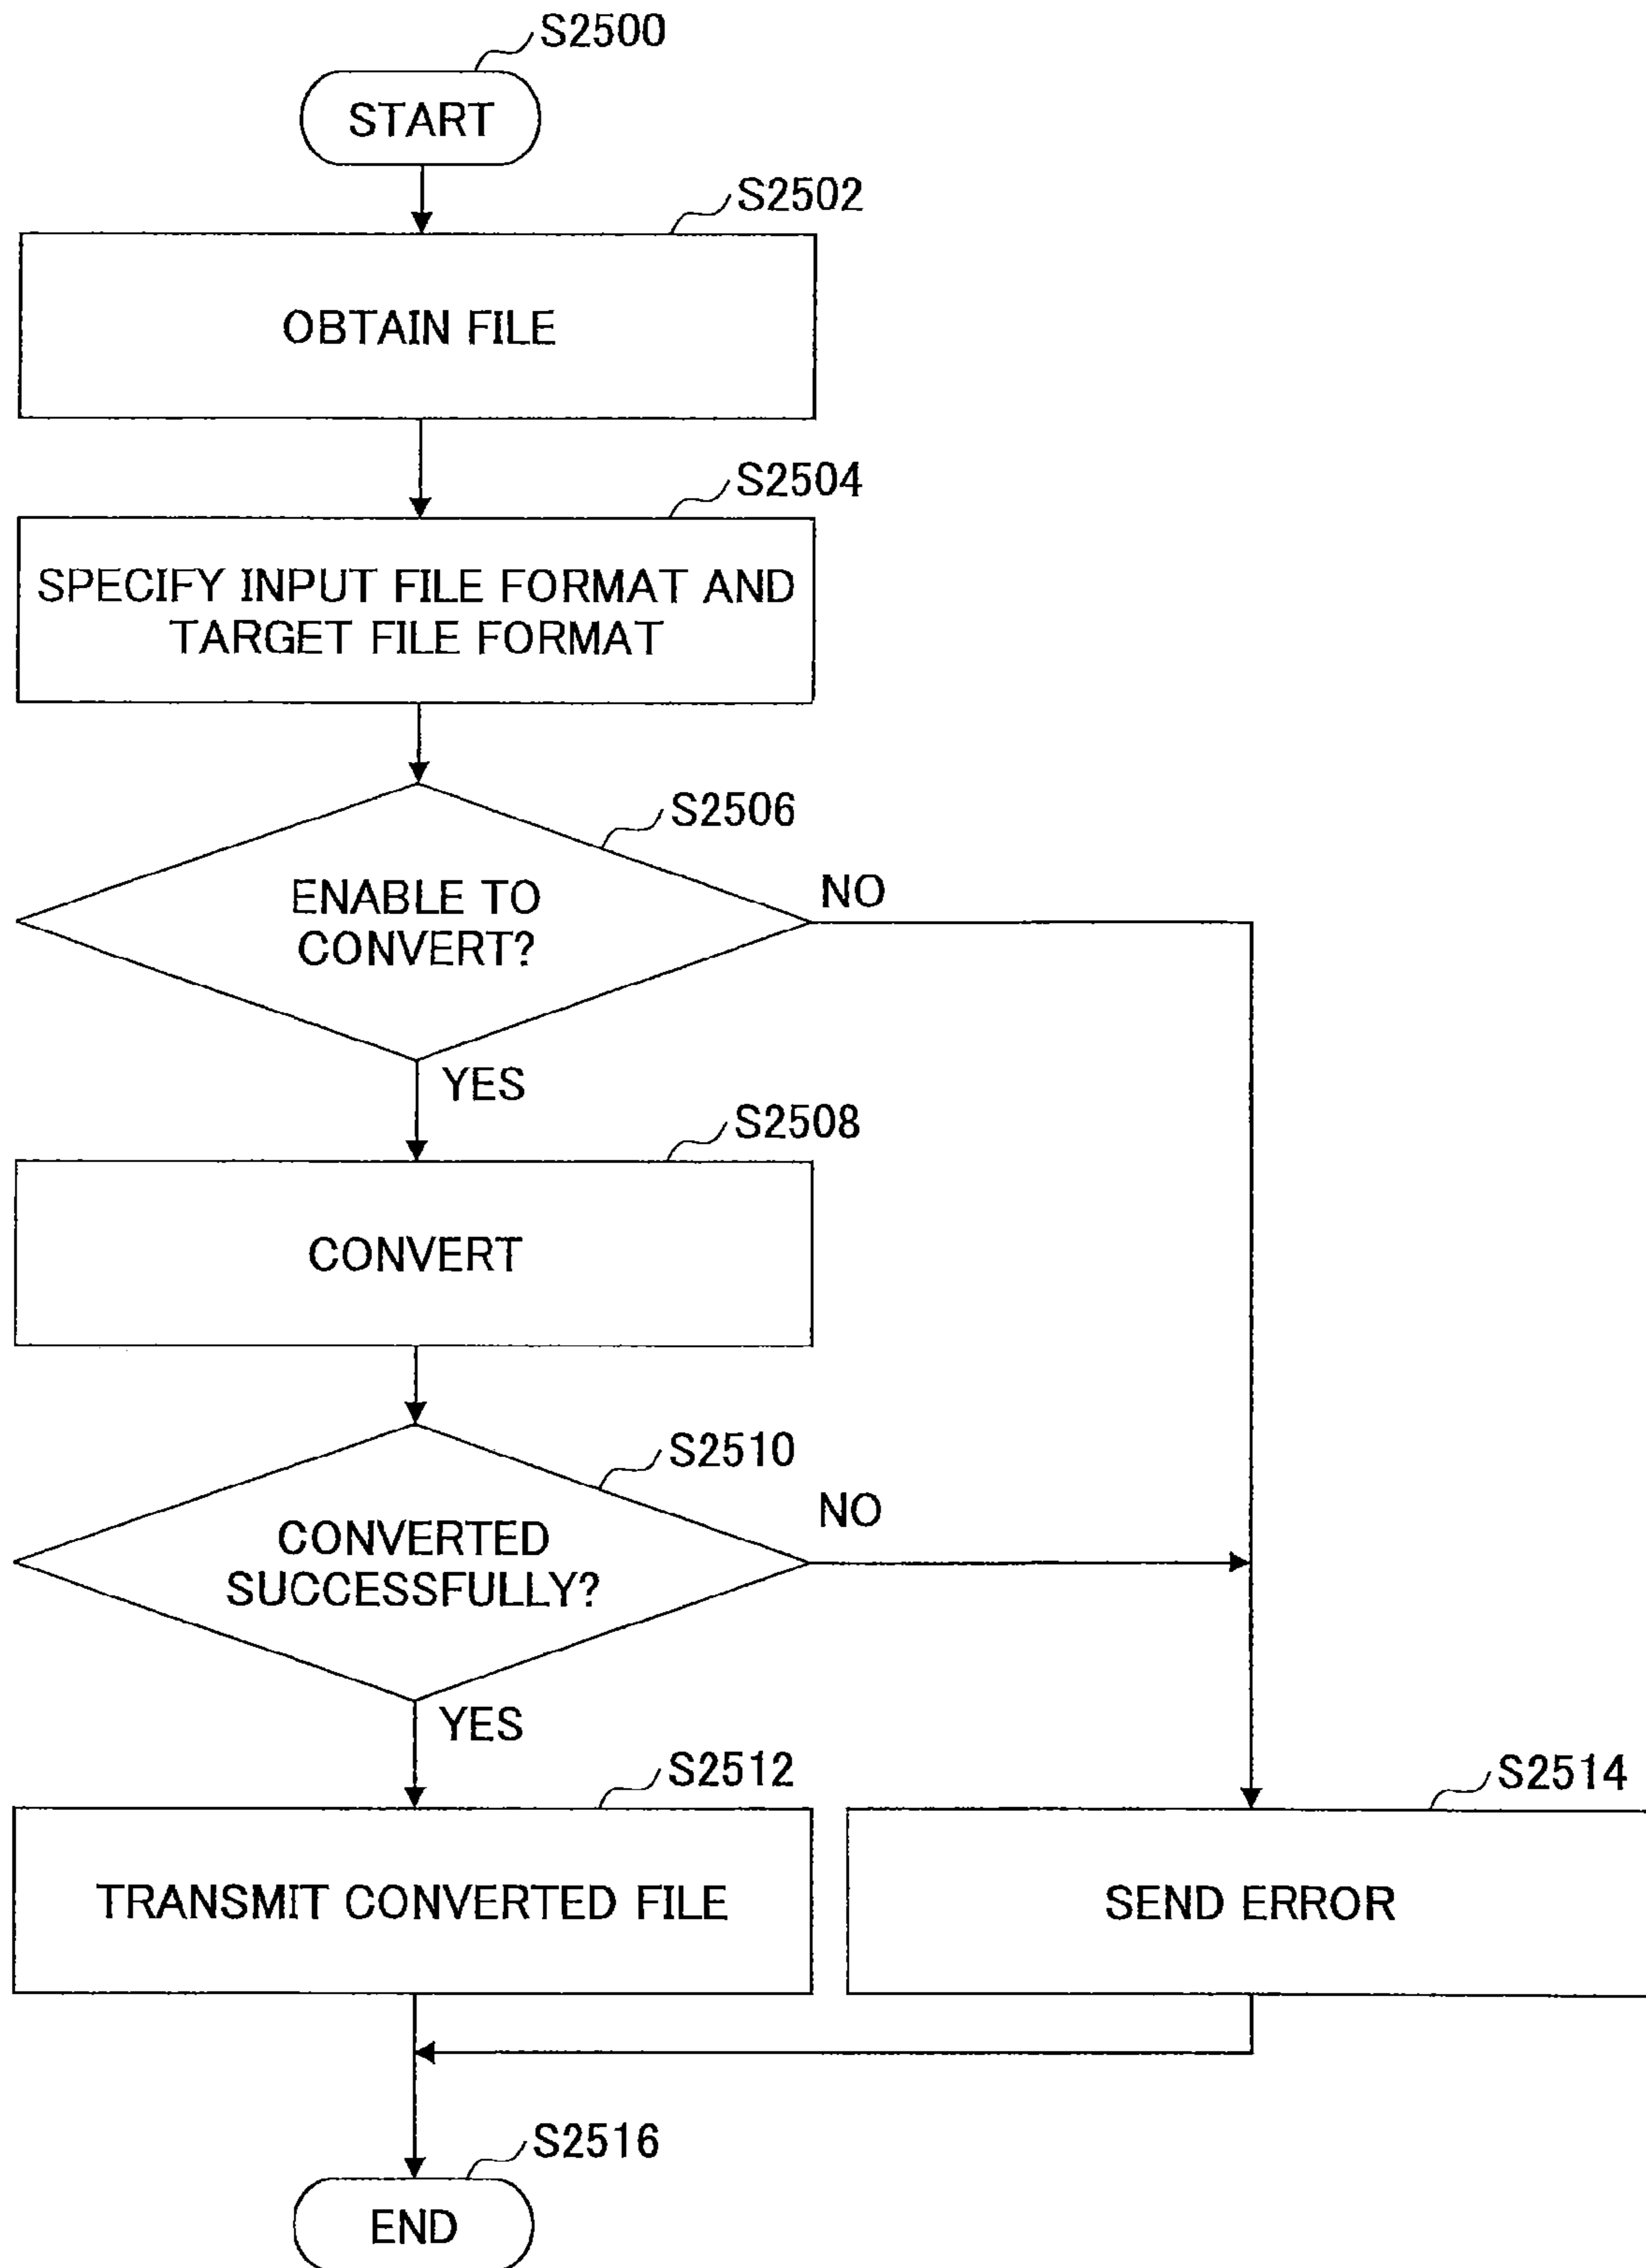 S2500
START
S2502
OBTAIN FILE
S2504
SPECIFY INPUT FILE FORMAT AND
TARGET FILE FORMAT
S2506
ENABLE TO
CONVERT?
NO
YES
S2508
CONVERT
S2510
CONVERTED
SUCCESSFULLY?
NO
YES
S2512
TRANSMIT CONVERTED FILE
S2514
SEND ERROR
S2516
END